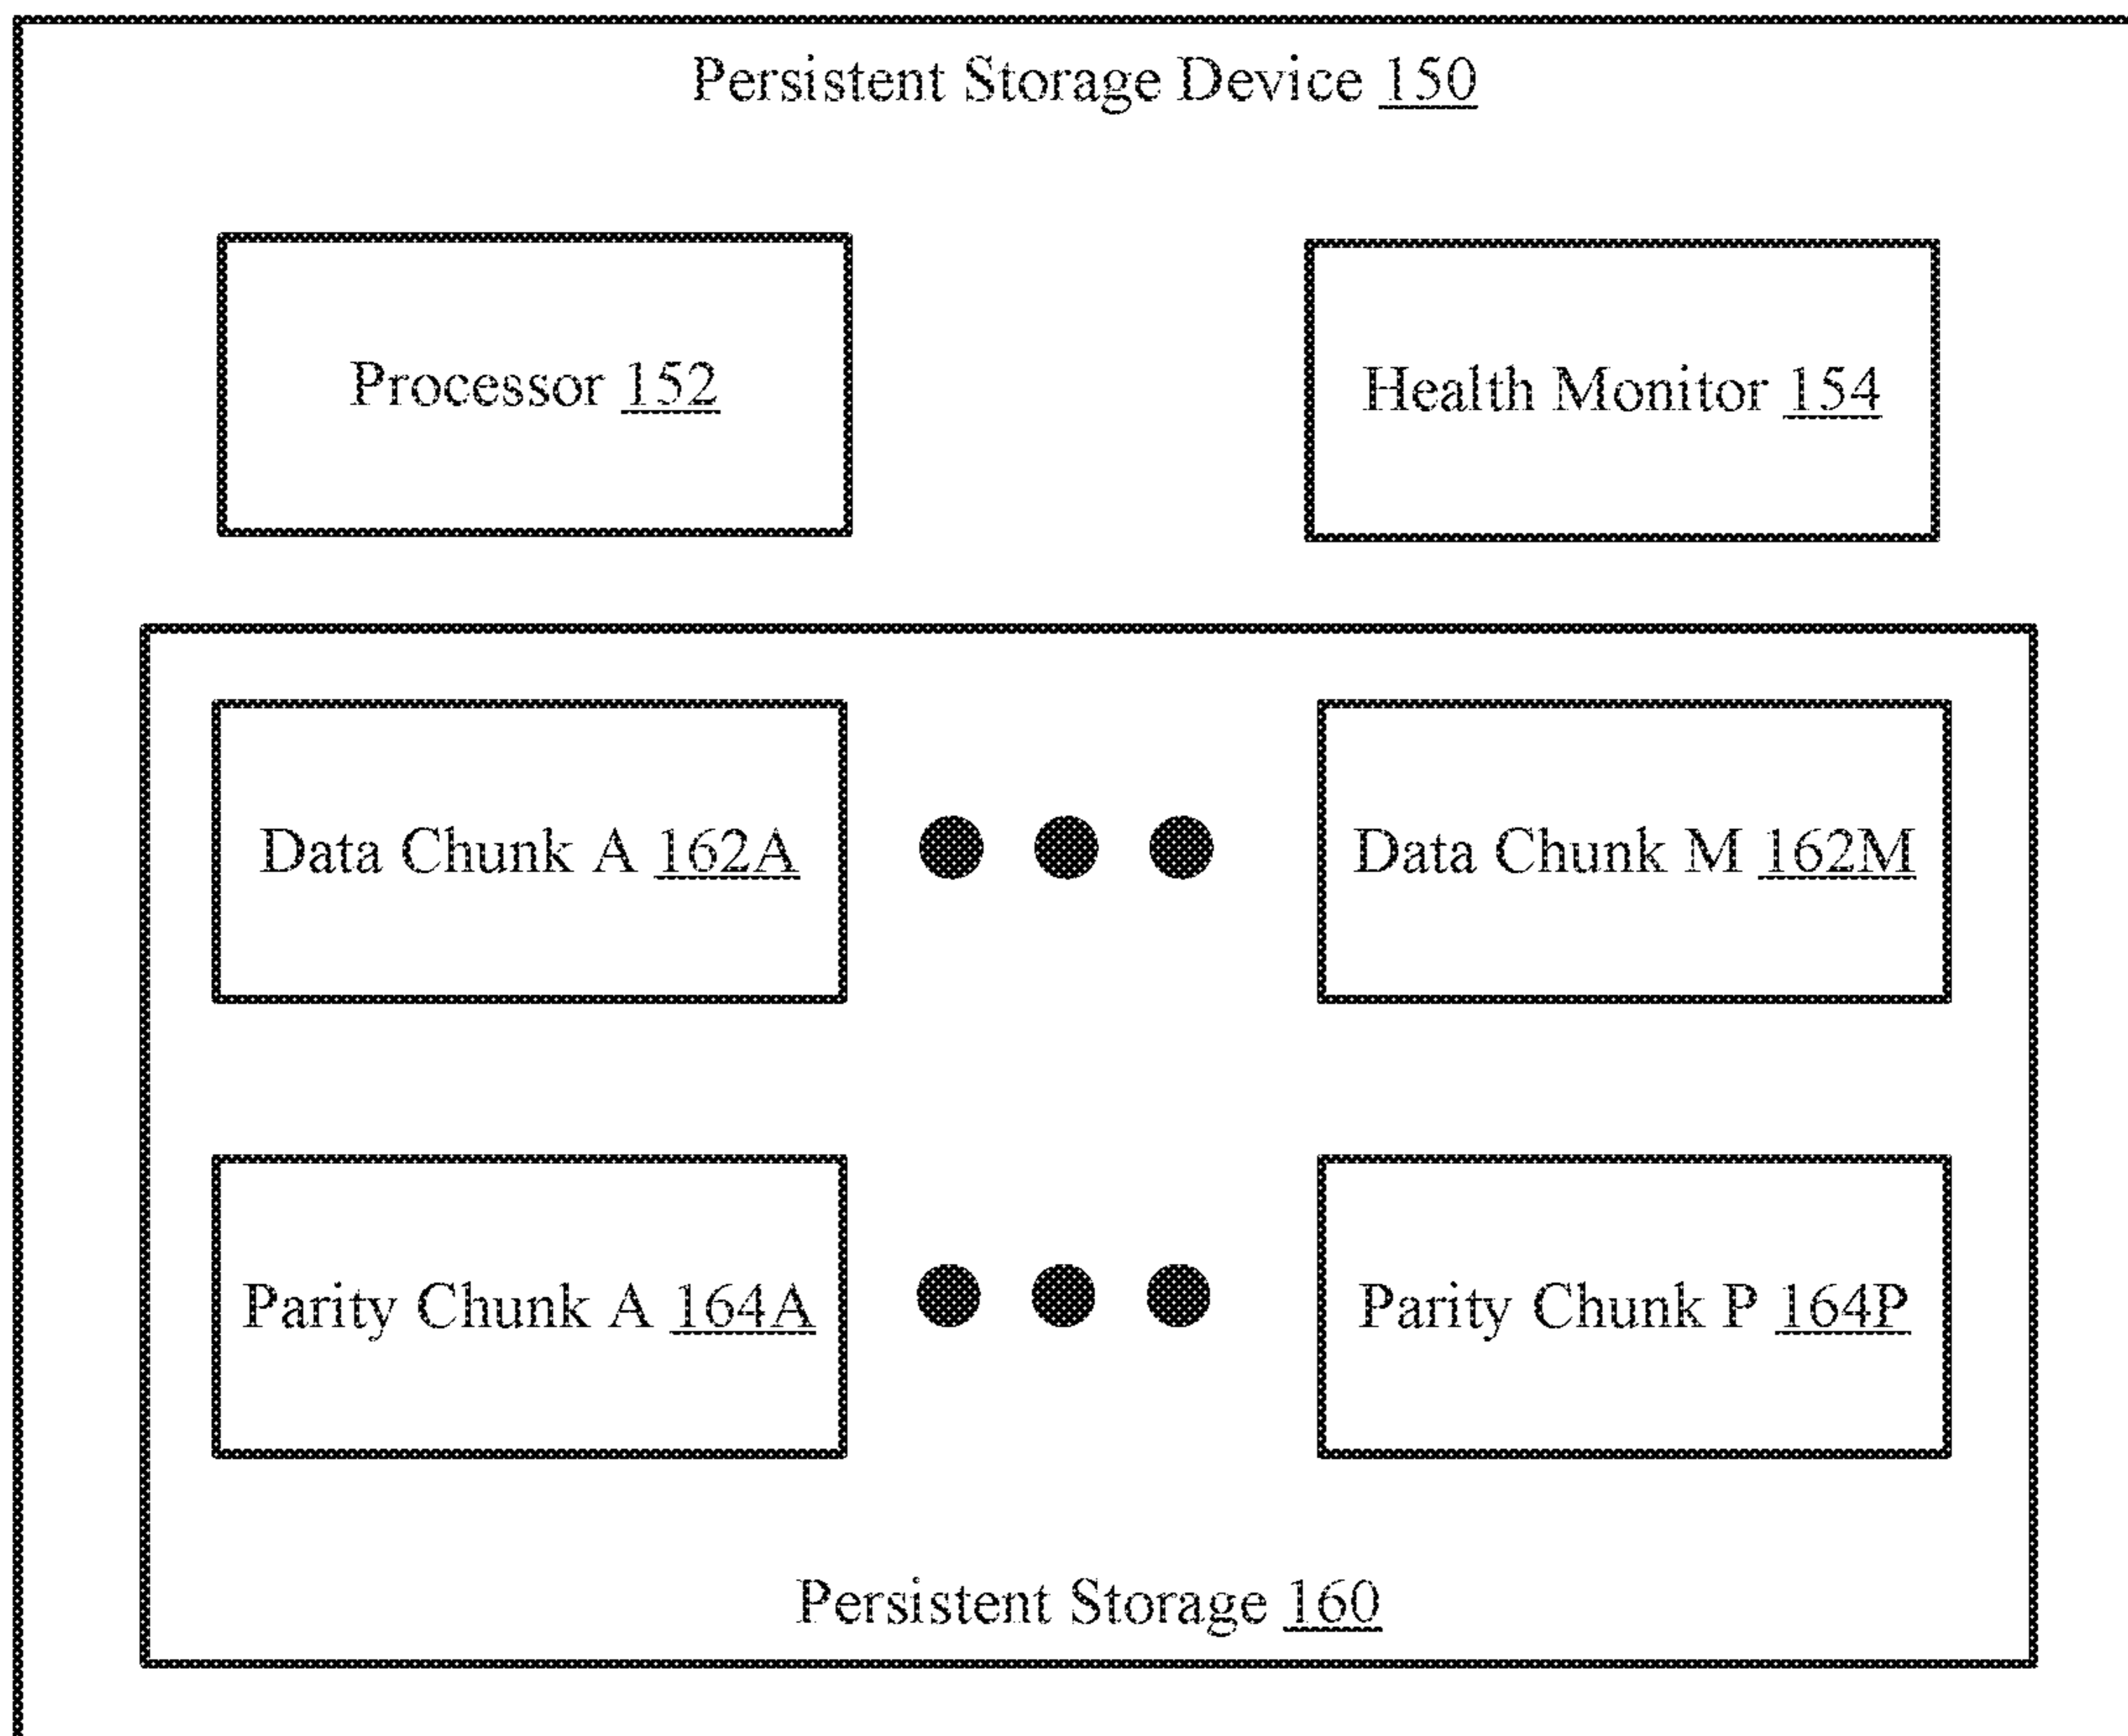 Persistent Storage Device 150
Processor 152
Health Monitor 154
Data Chunk A 162A
Data Chunk M 162M
Parity Chunk A 164A
Parity Chunk P 164P
Persistent Storage 160